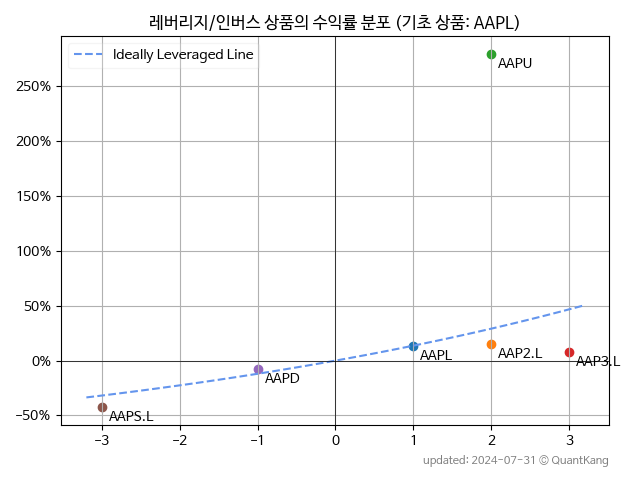 레버리지/인버스 상품의 수익률 분포 (기초 상품: AAPL)
Ideally Leveraged Line
250%
200%
150%
100%
50%
0%
−50%
AAPU
AAPL
AAP2.L
AAP3.L
AAPD
AAPS.L
−3 −2 −1 0 1 2 3
updated: 2024-07-31 © QuantKang